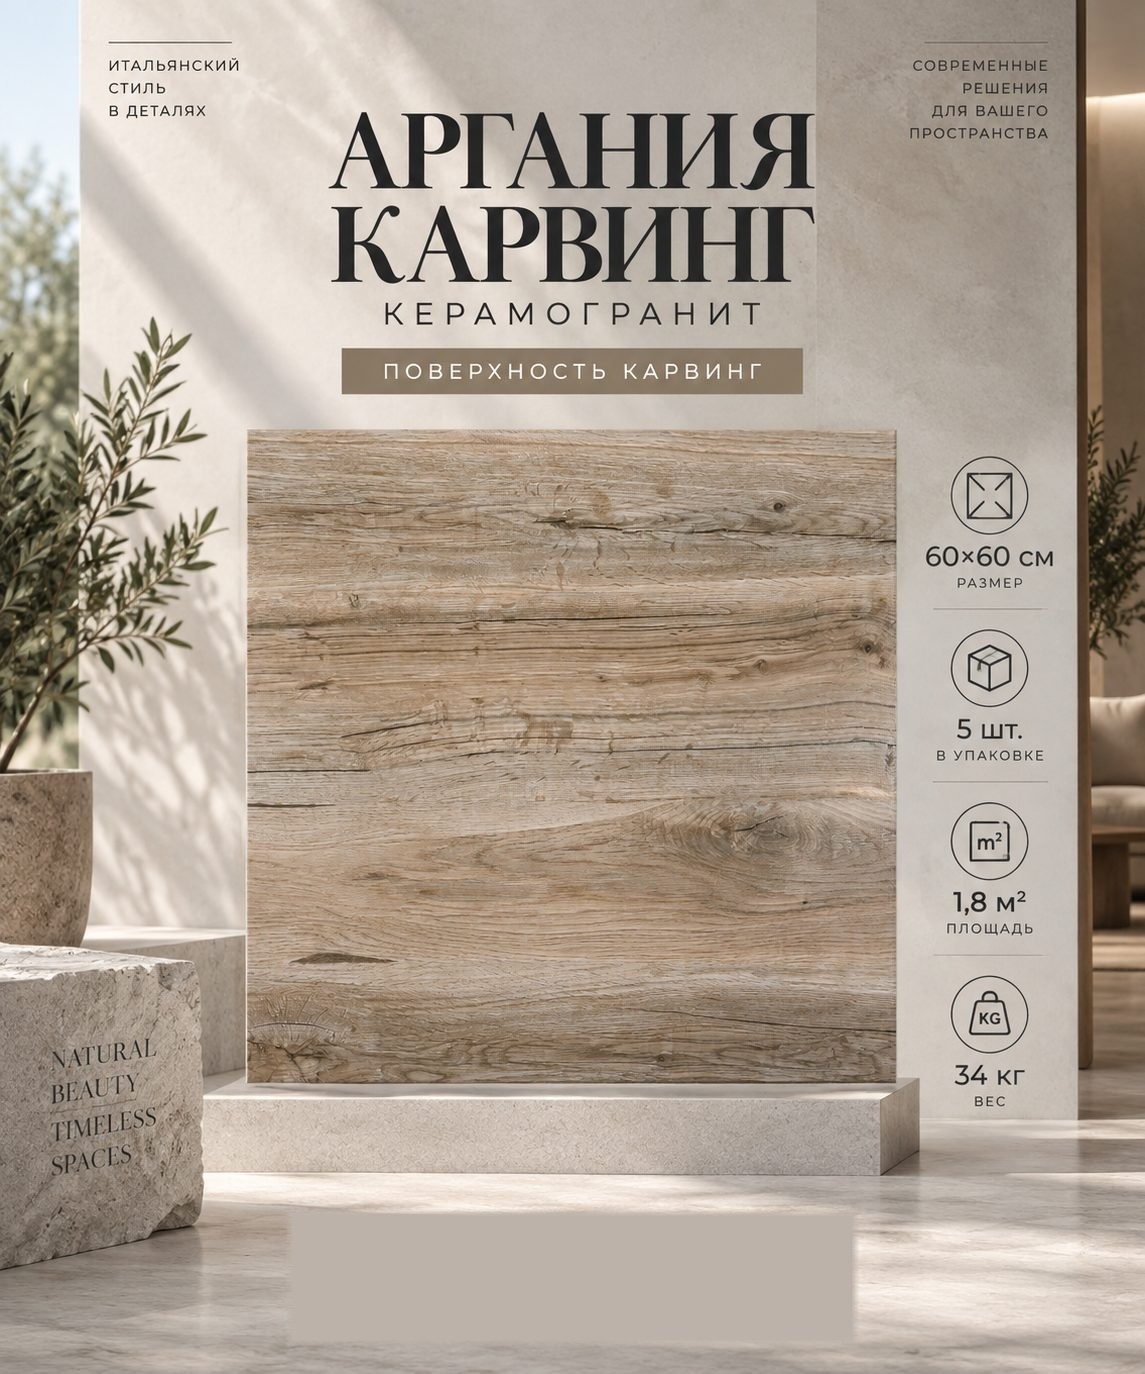 ИТАЛЬЯНСКИЙ
СТИЛЬ
В ДЕТАЛЯХ
СОВРЕМЕННЫЕ
РЕШЕНИЯ
ДЛЯ ВАШЕГО
ПРОСТРАНСТВА
АРГАНИЯ
КАРВИНГ
КЕРАМОГРАНИТ
ПОВЕРХНОСТЬ КАРВИНГ
60×60 см
РАЗМЕР
5 шт.
В УПАКОВКЕ
m²
1,8 м²
ПЛОЩАДЬ
KG
34 кг
ВЕС
NATURAL
BEAUTY
TIMELESS
SPACES